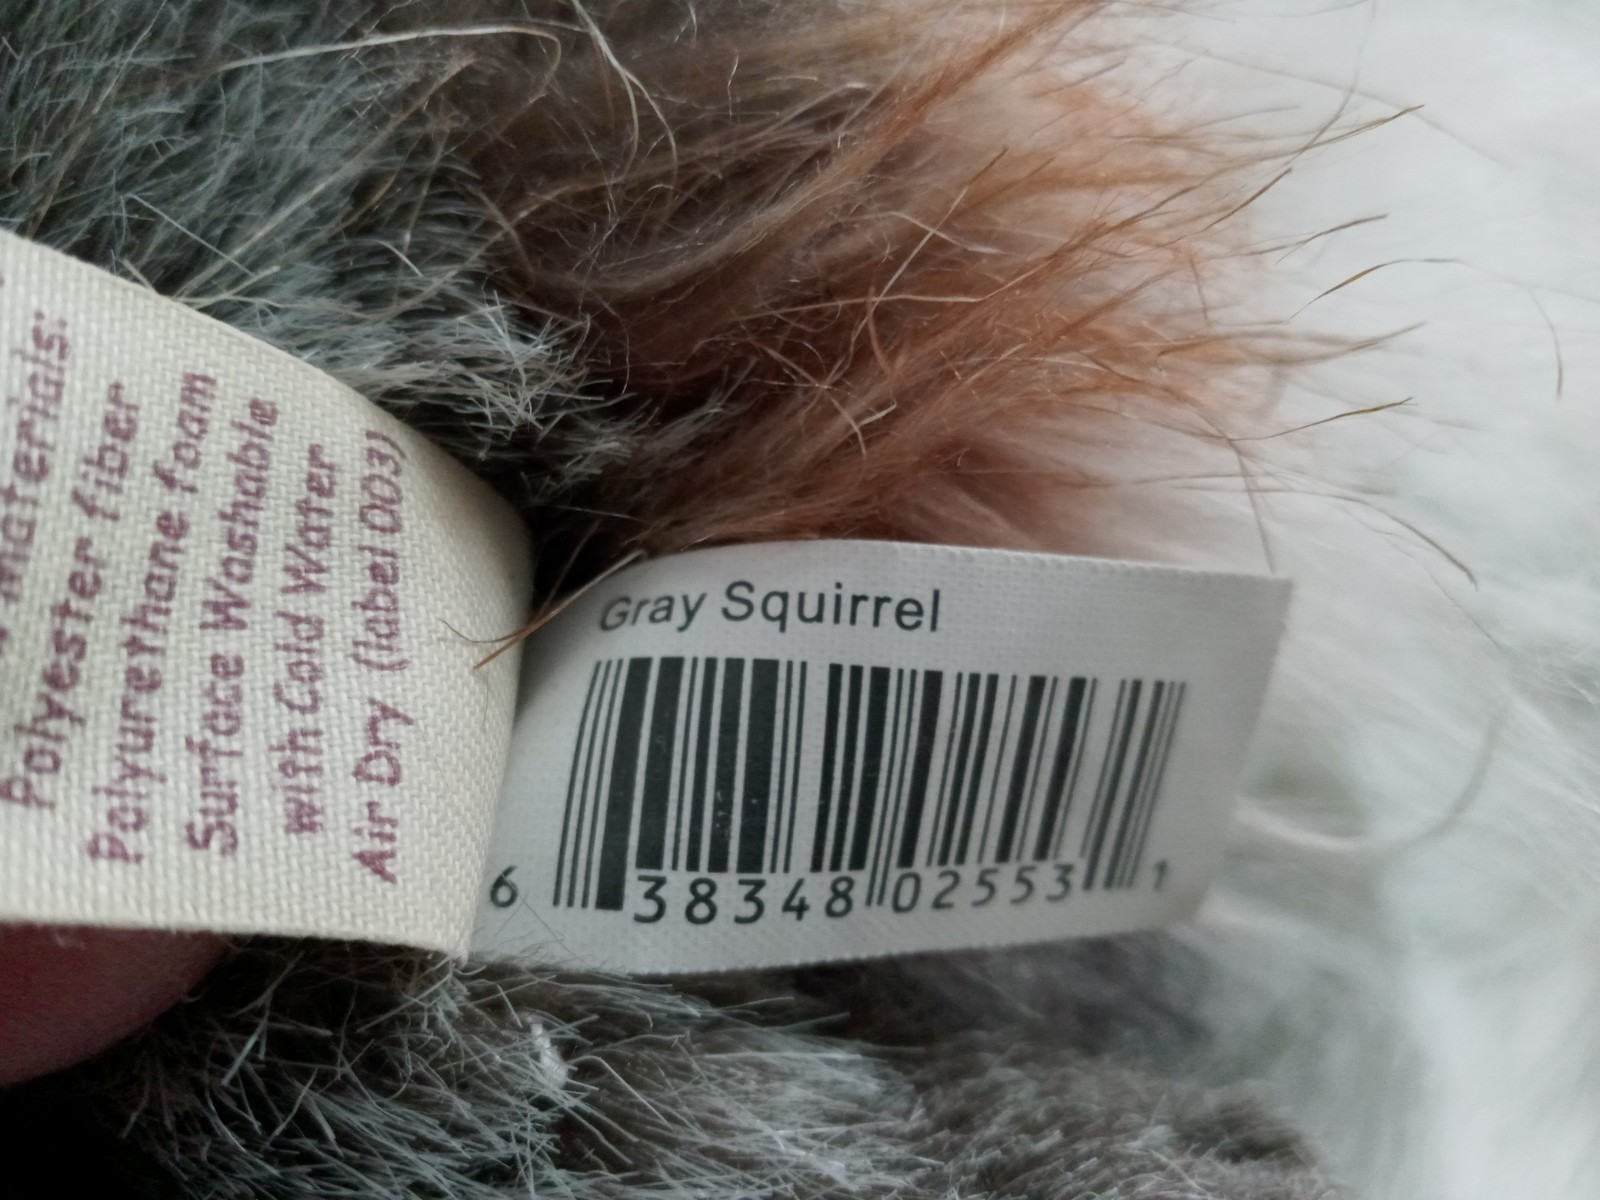 Materials:
Polyester fiber
Polyurethane foam
Surface Washable
with Cold Water
Air Dry (label 003)
Gray Squirrel
6 38348 02553 1